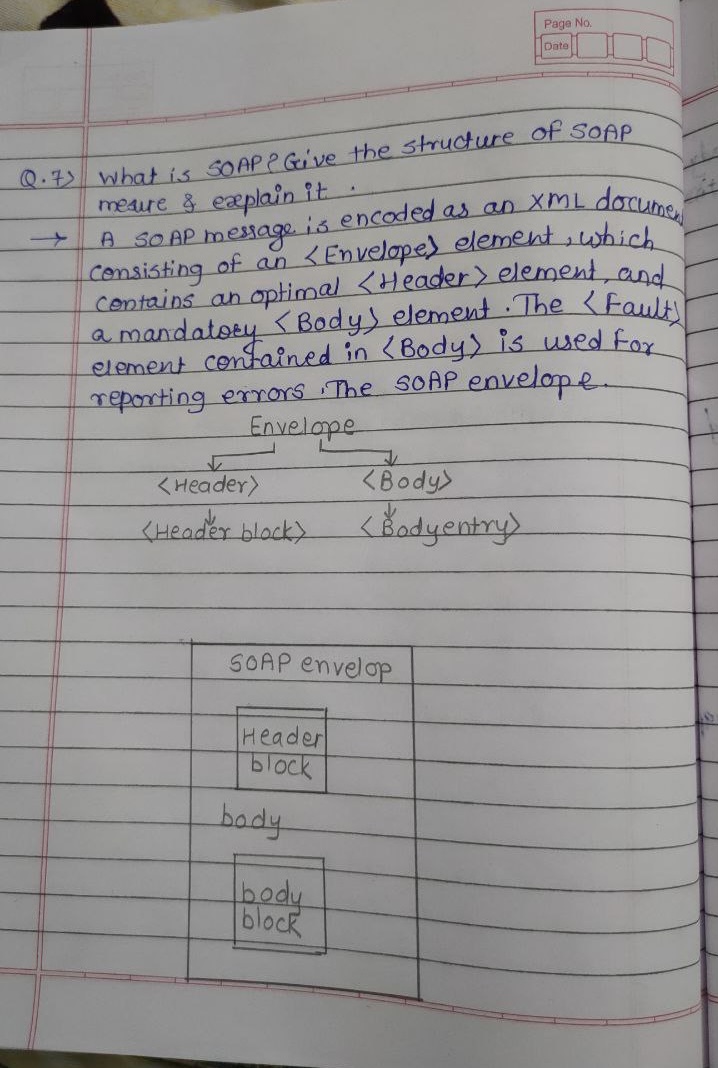 Page No.
Date
Q.7) What is SOAP? Give the structure of SOAP
mesure & explain it.
→ A SOAP message is encoded as an XML documen
consisting of an <Envelope> element, which
contains an optimal <Header> element, and
a mandatory <Body> element. The <Fault>
element contained in <Body> is used for
reporting errors. The SOAP envelope.
Envelope
<Header> <Body>
<Header block> <Bodyentry>
SOAP envelop
Header
block
body
body
block